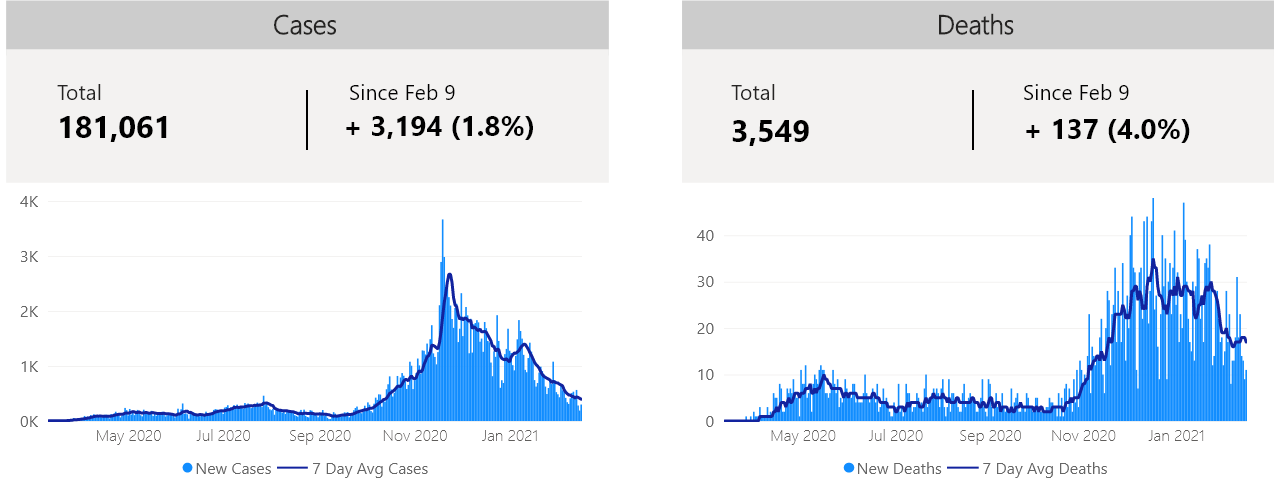 Cases
Total
181,061
Since Feb 9
+ 3,194 (1.8%)
4K
3K
2K
1K
0K
May 2020 Jul 2020 Sep 2020 Nov 2020 Jan 2021
New Cases 7 Day Avg Cases
Deaths
Total
3,549
Since Feb 9
+ 137 (4.0%)
40
30
20
10
0
May 2020 Jul 2020 Sep 2020 Nov 2020 Jan 2021
New Deaths 7 Day Avg Deaths